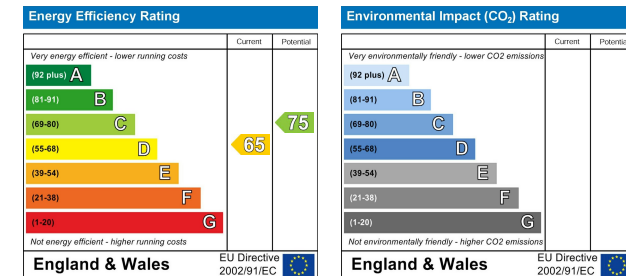 Energy Efficiency Rating
Current Potential
Very energy efficient - lower running costs
(92 plus) A
(81-91) B
(69-80) C
(55-68) D
(39-54) E
(21-38) F
(1-20) G
65
75
Not energy efficient - higher running costs
England & Wales
EU Directive
2002/91/EC
Environmental Impact (CO₂) Rating
Current Potential
Very environmentally friendly - lower CO2 emissions
(92 plus) A
(81-91) B
(69-80) C
(55-68) D
(39-54) E
(21-38) F
(1-20) G
Not environmentally friendly - higher CO2 emissions
England & Wales
EU Directive
2002/91/EC